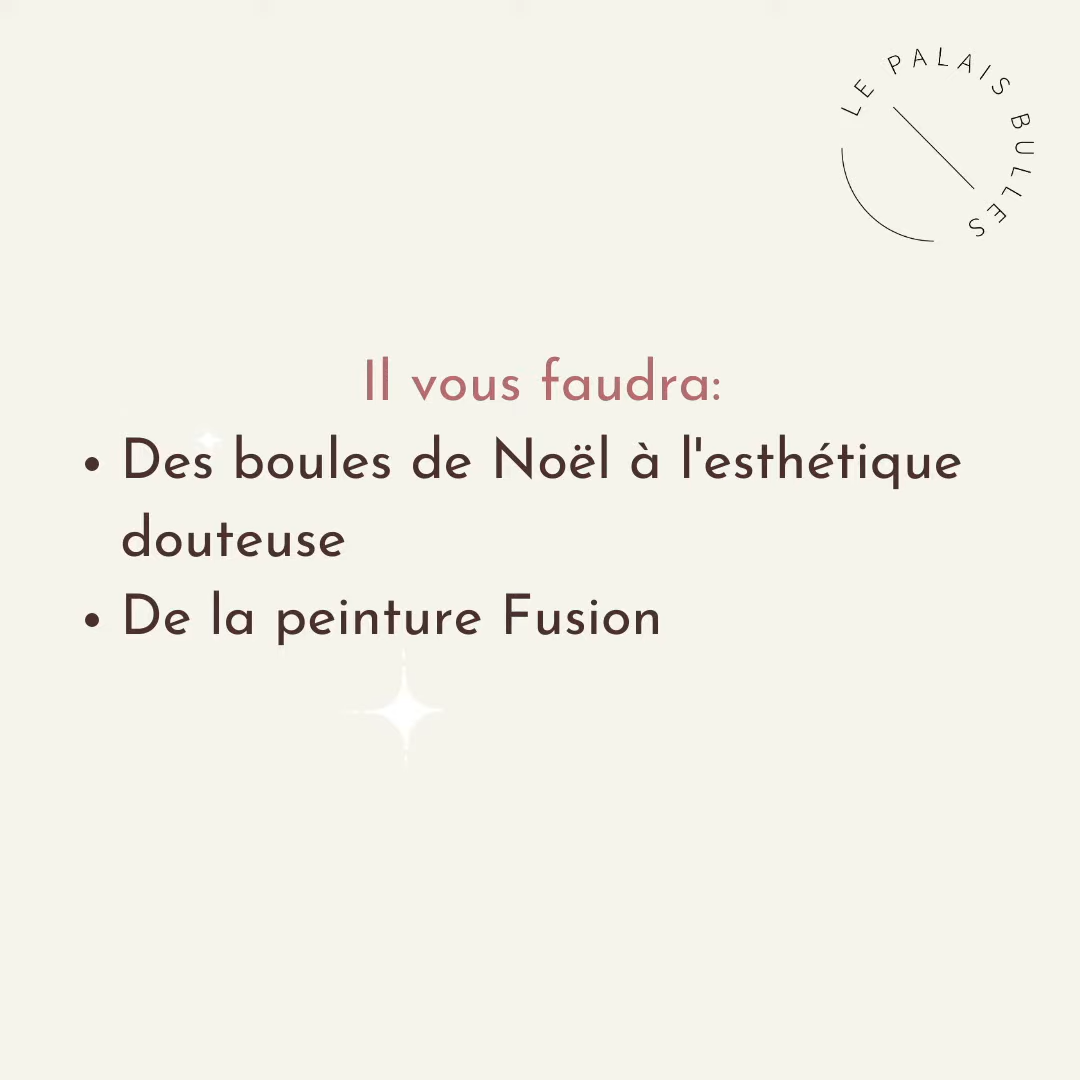 LE PALAIS BULLES
Il vous faudra:
• Des boules de Noël à l'esthétique
douteuse
• De la peinture Fusion